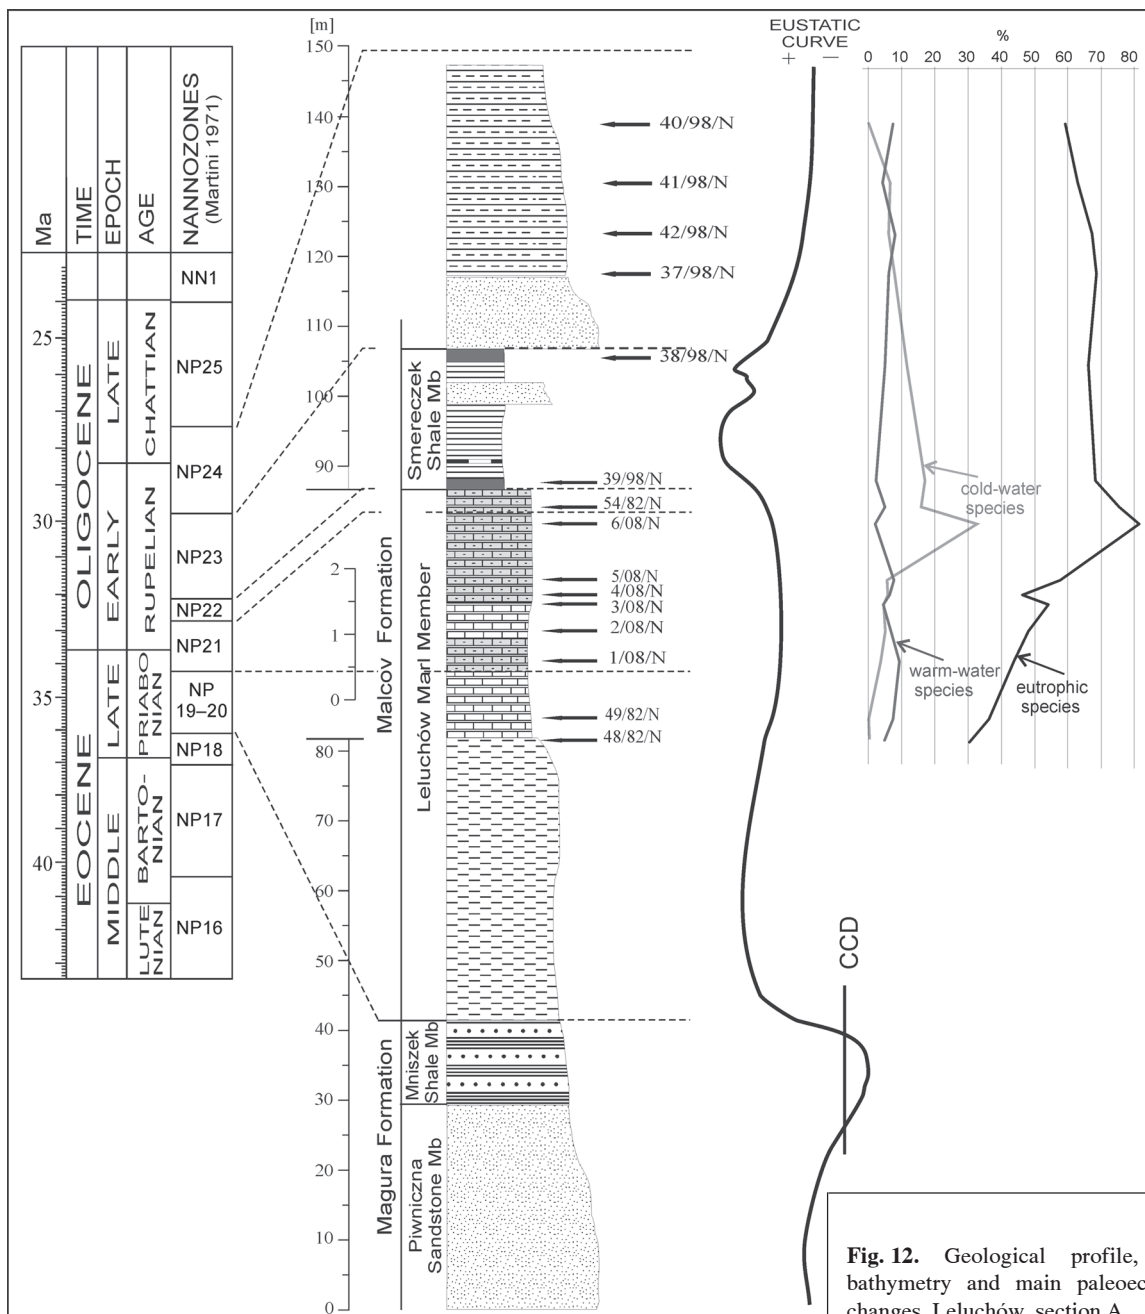 [m]
150
140
130
120
110
100
90
2
1
0
80
70
60
50
40
30
20
10
0
Ma
TIME
EPOCH
AGE
NANNOZONES
(Martini 1971)
25
30
35
40
OLIGOCENE
EOCENE
LATE
EARLY
LATE
MIDDLE
CHATTIAN
RUPELIAN
PRIABO
NIAN
BARTO-
NIAN
LUTE
NIAN
NN1
NP25
NP24
NP23
NP22
NP21
NP
19–20
NP18
NP17
NP16
Malcov Formation
Magura Formation
Smereczek
Shale Mb
Leluchów Marl Member
Mniszek
Shale Mb
Piwniczna
Sandstone Mb
40/98/N
41/98/N
42/98/N
37/98/N
38/98/N
39/98/N
54/82/N
6/08/N
5/08/N
4/08/N
3/08/N
2/08/N
1/08/N
49/82/N
48/82/N
EUSTATIC
CURVE
+ −
CCD
%
0 10 20 30 40 50 60 70 80
cold-water
species
warm-water
species
eutrophic
species
Fig. 12. Geological profile,
bathymetry and main paleoec
changes, Leluchów, section A